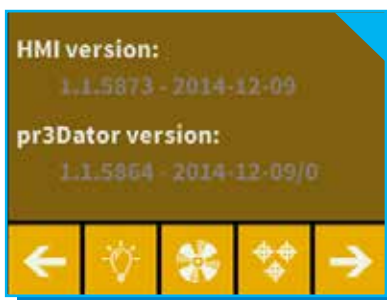 HMI version:
1.1.5873 - 2014-12-09
pr3Dator version:
1.1.5864 - 2014-12-09/0